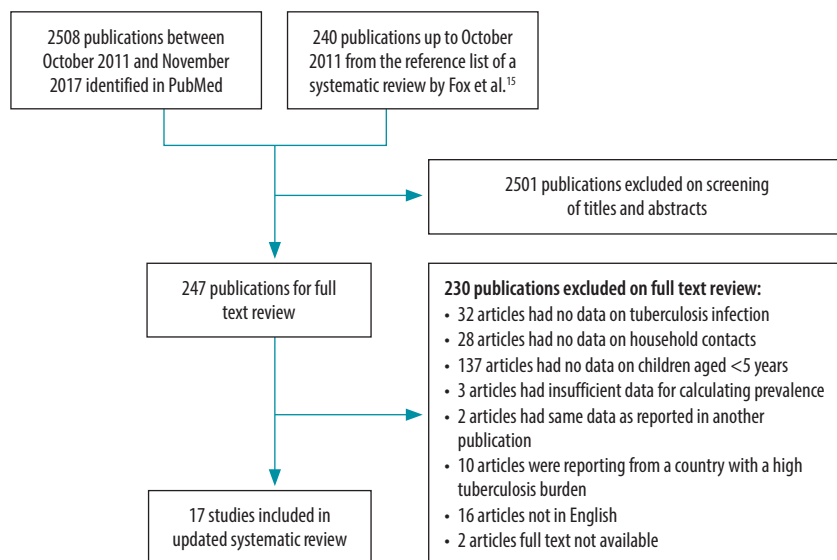 2508 publications between
October 2011 and November
2017 identified in PubMed
240 publications up to October
2011 from the reference list of a
systematic review by Fox et al.15
2501 publications excluded on screening
of titles and abstracts
247 publications for full
text review
230 publications excluded on full text review:
• 32 articles had no data on tuberculosis infection
• 28 articles had no data on household contacts
• 137 articles had no data on children aged <5 years
• 3 articles had insufficient data for calculating prevalence
• 2 articles had same data as reported in another
publication
• 10 articles were reporting from a country with a high
tuberculosis burden
• 16 articles not in English
• 2 articles full text not available
17 studies included in
updated systematic review